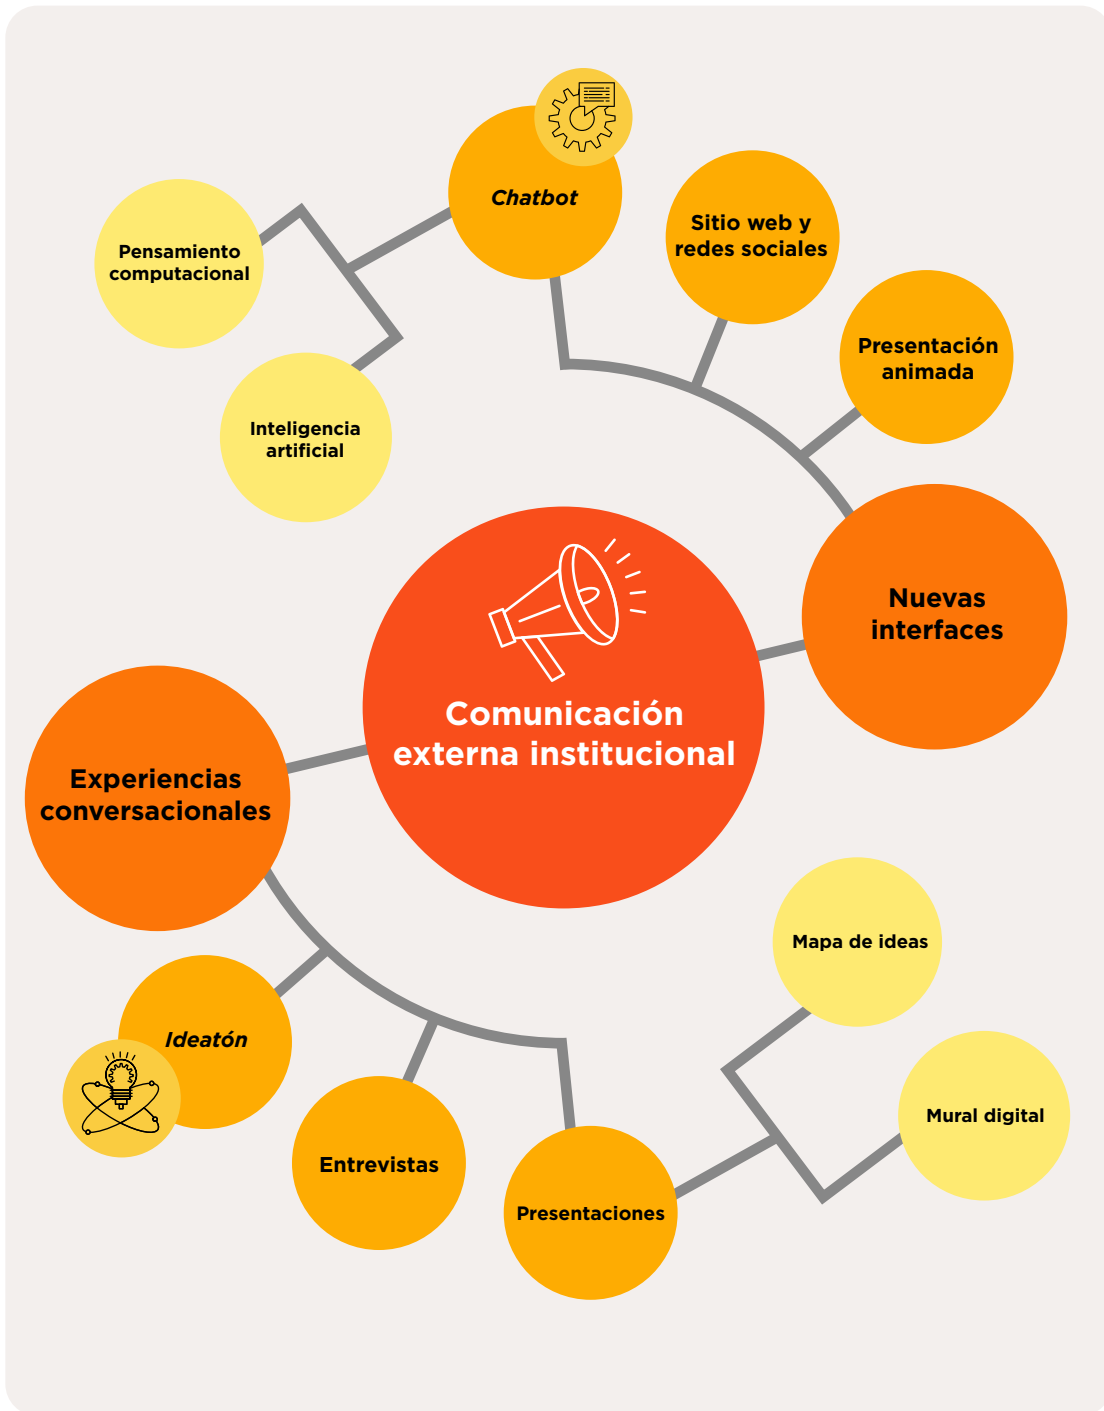 Chatbot
Sitio web y
redes sociales
Pensamiento
computacional
Presentación
animada
Inteligencia
artificial
Nuevas
interfaces
Comunicación
externa institucional
Experiencias
conversacionales
Mapa de ideas
Ideatón
Mural digital
Entrevistas
Presentaciones